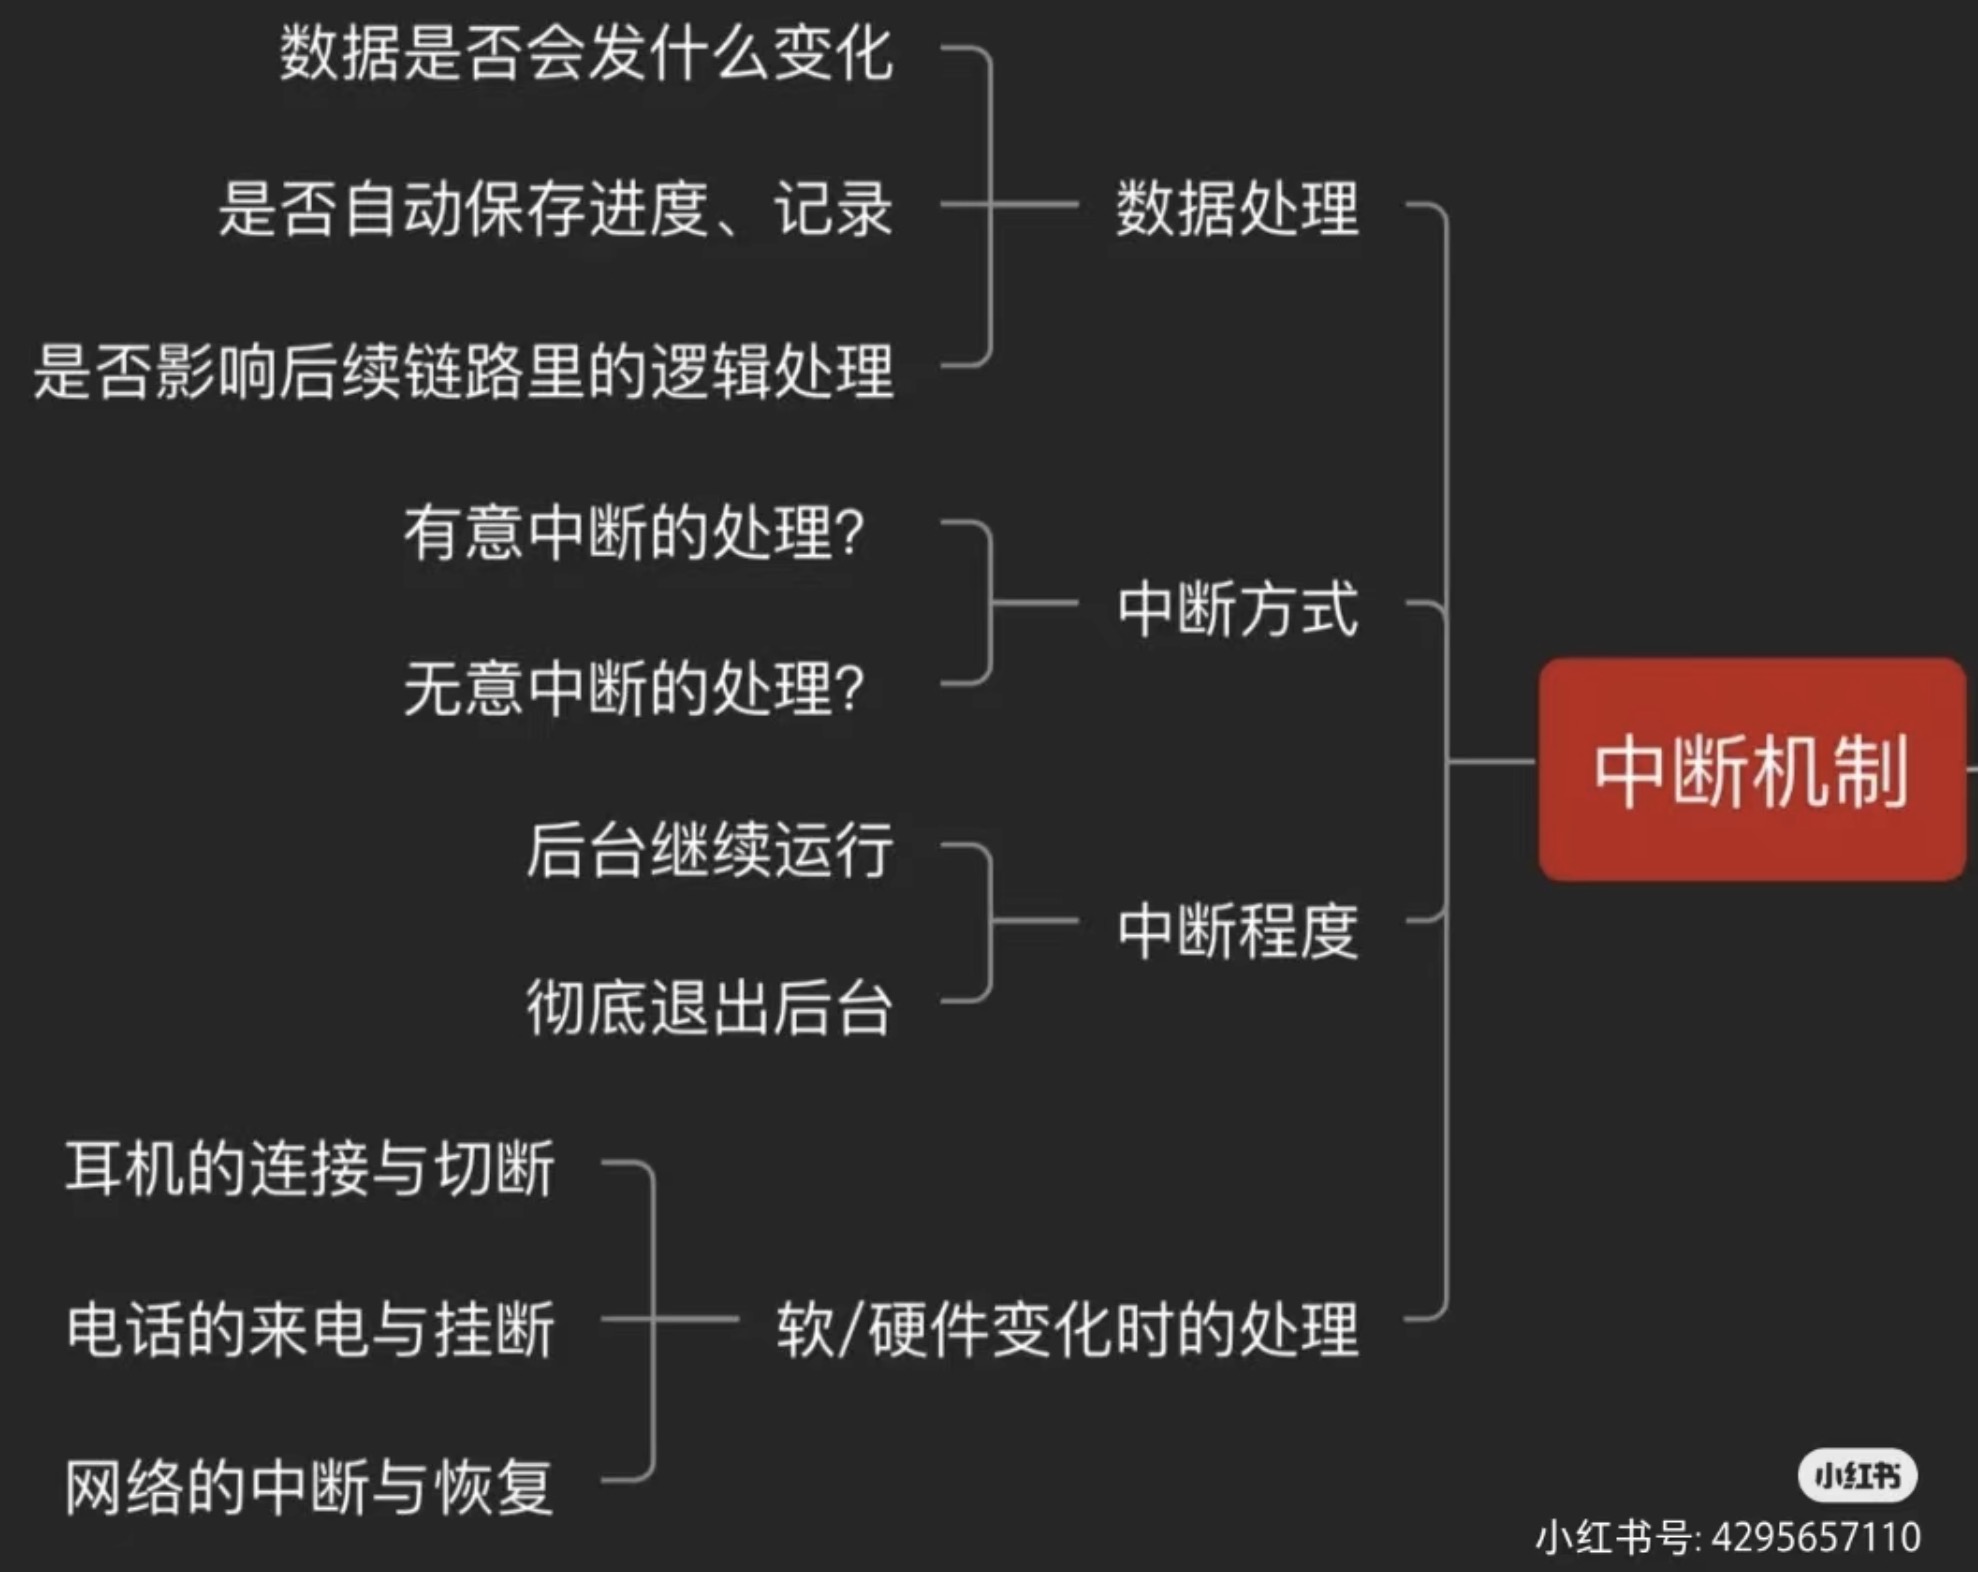 数据是否会发什么变化
是否自动保存进度、记录
数据处理
是否影响后续链路里的逻辑处理
有意中断的处理?
中断方式
无意中断的处理?
中断机制
后台继续运行
中断程度
彻底退出后台
耳机的连接与切断
电话的来电与挂断
软/硬件变化时的处理
网络的中断与恢复
小红书
小红书号: 4295657110